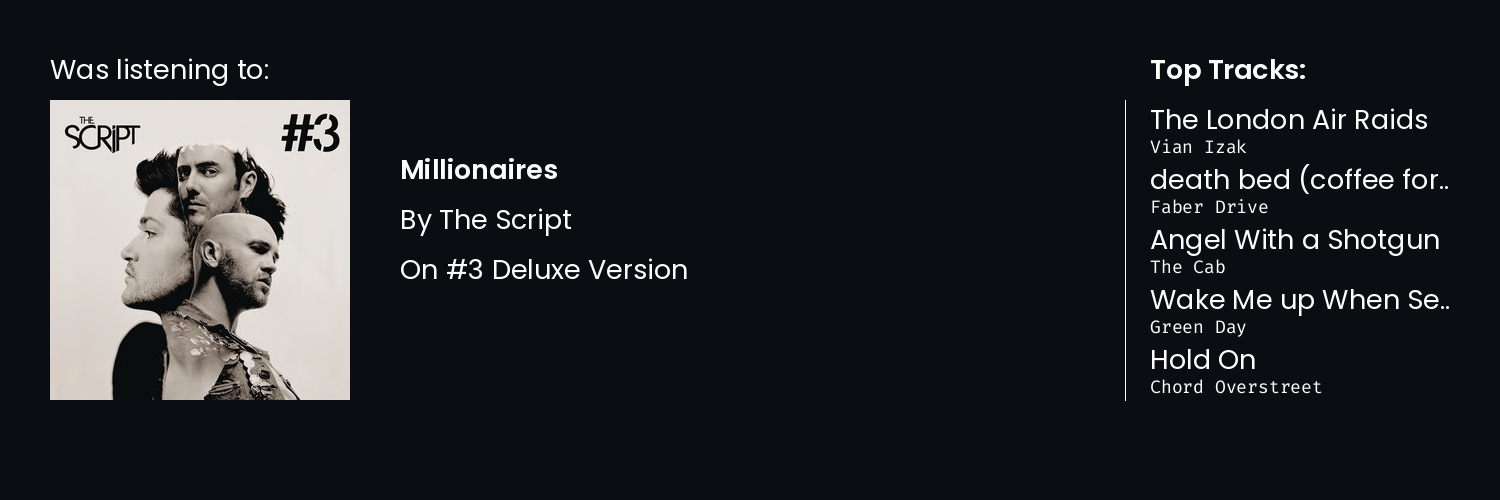 Was listening to:
THE
SCRIPT
#3
Millionaires
By The Script
On #3 Deluxe Version
Top Tracks:
The London Air Raids
Vian Izak
death bed (coffee for..
Faber Drive
Angel With a Shotgun
The Cab
Wake Me up When Se..
Green Day
Hold On
Chord Overstreet